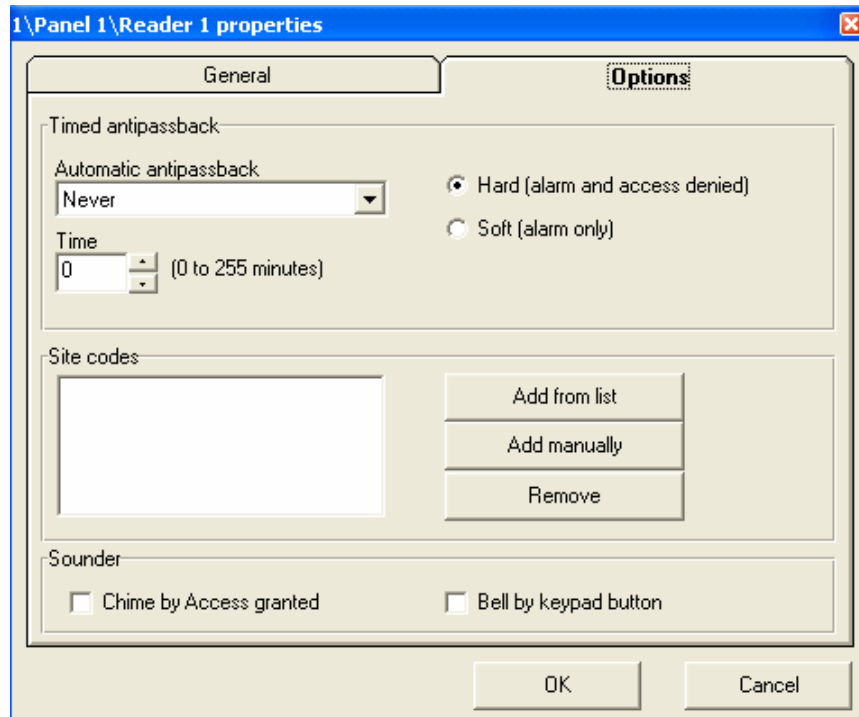 1\Panel 1\Reader 1 properties
General
Options
Timed antipassback
Automatic antipassback
Never
Hard (alarm and access denied)
Soft (alarm only)
Time
0 (0 to 255 minutes)
Site codes
Add from list
Add manually
Remove
Sounder
Chime by Access granted
Bell by keypad button
OK
Cancel